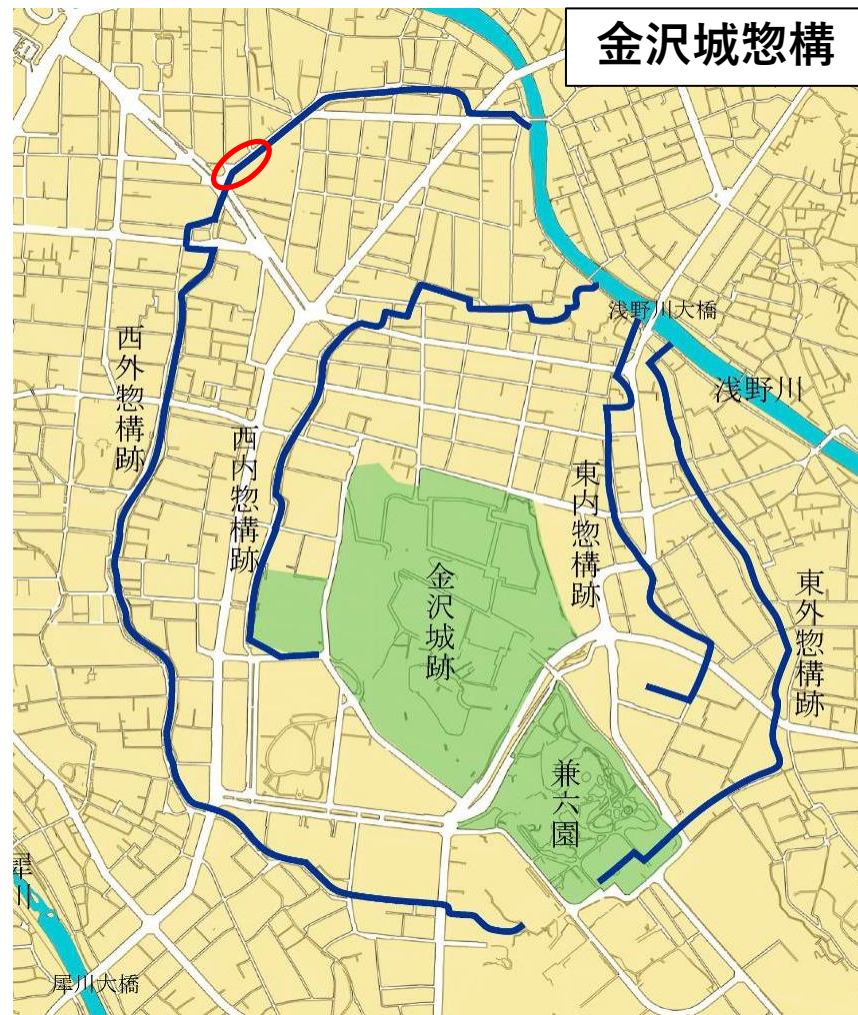 金沢城惣構
浅野川大橋
浅野川
西外惣構跡
西内惣構跡
東内惣構跡
金沢城跡
東外惣構跡
兼六園
犀川
犀川大橋